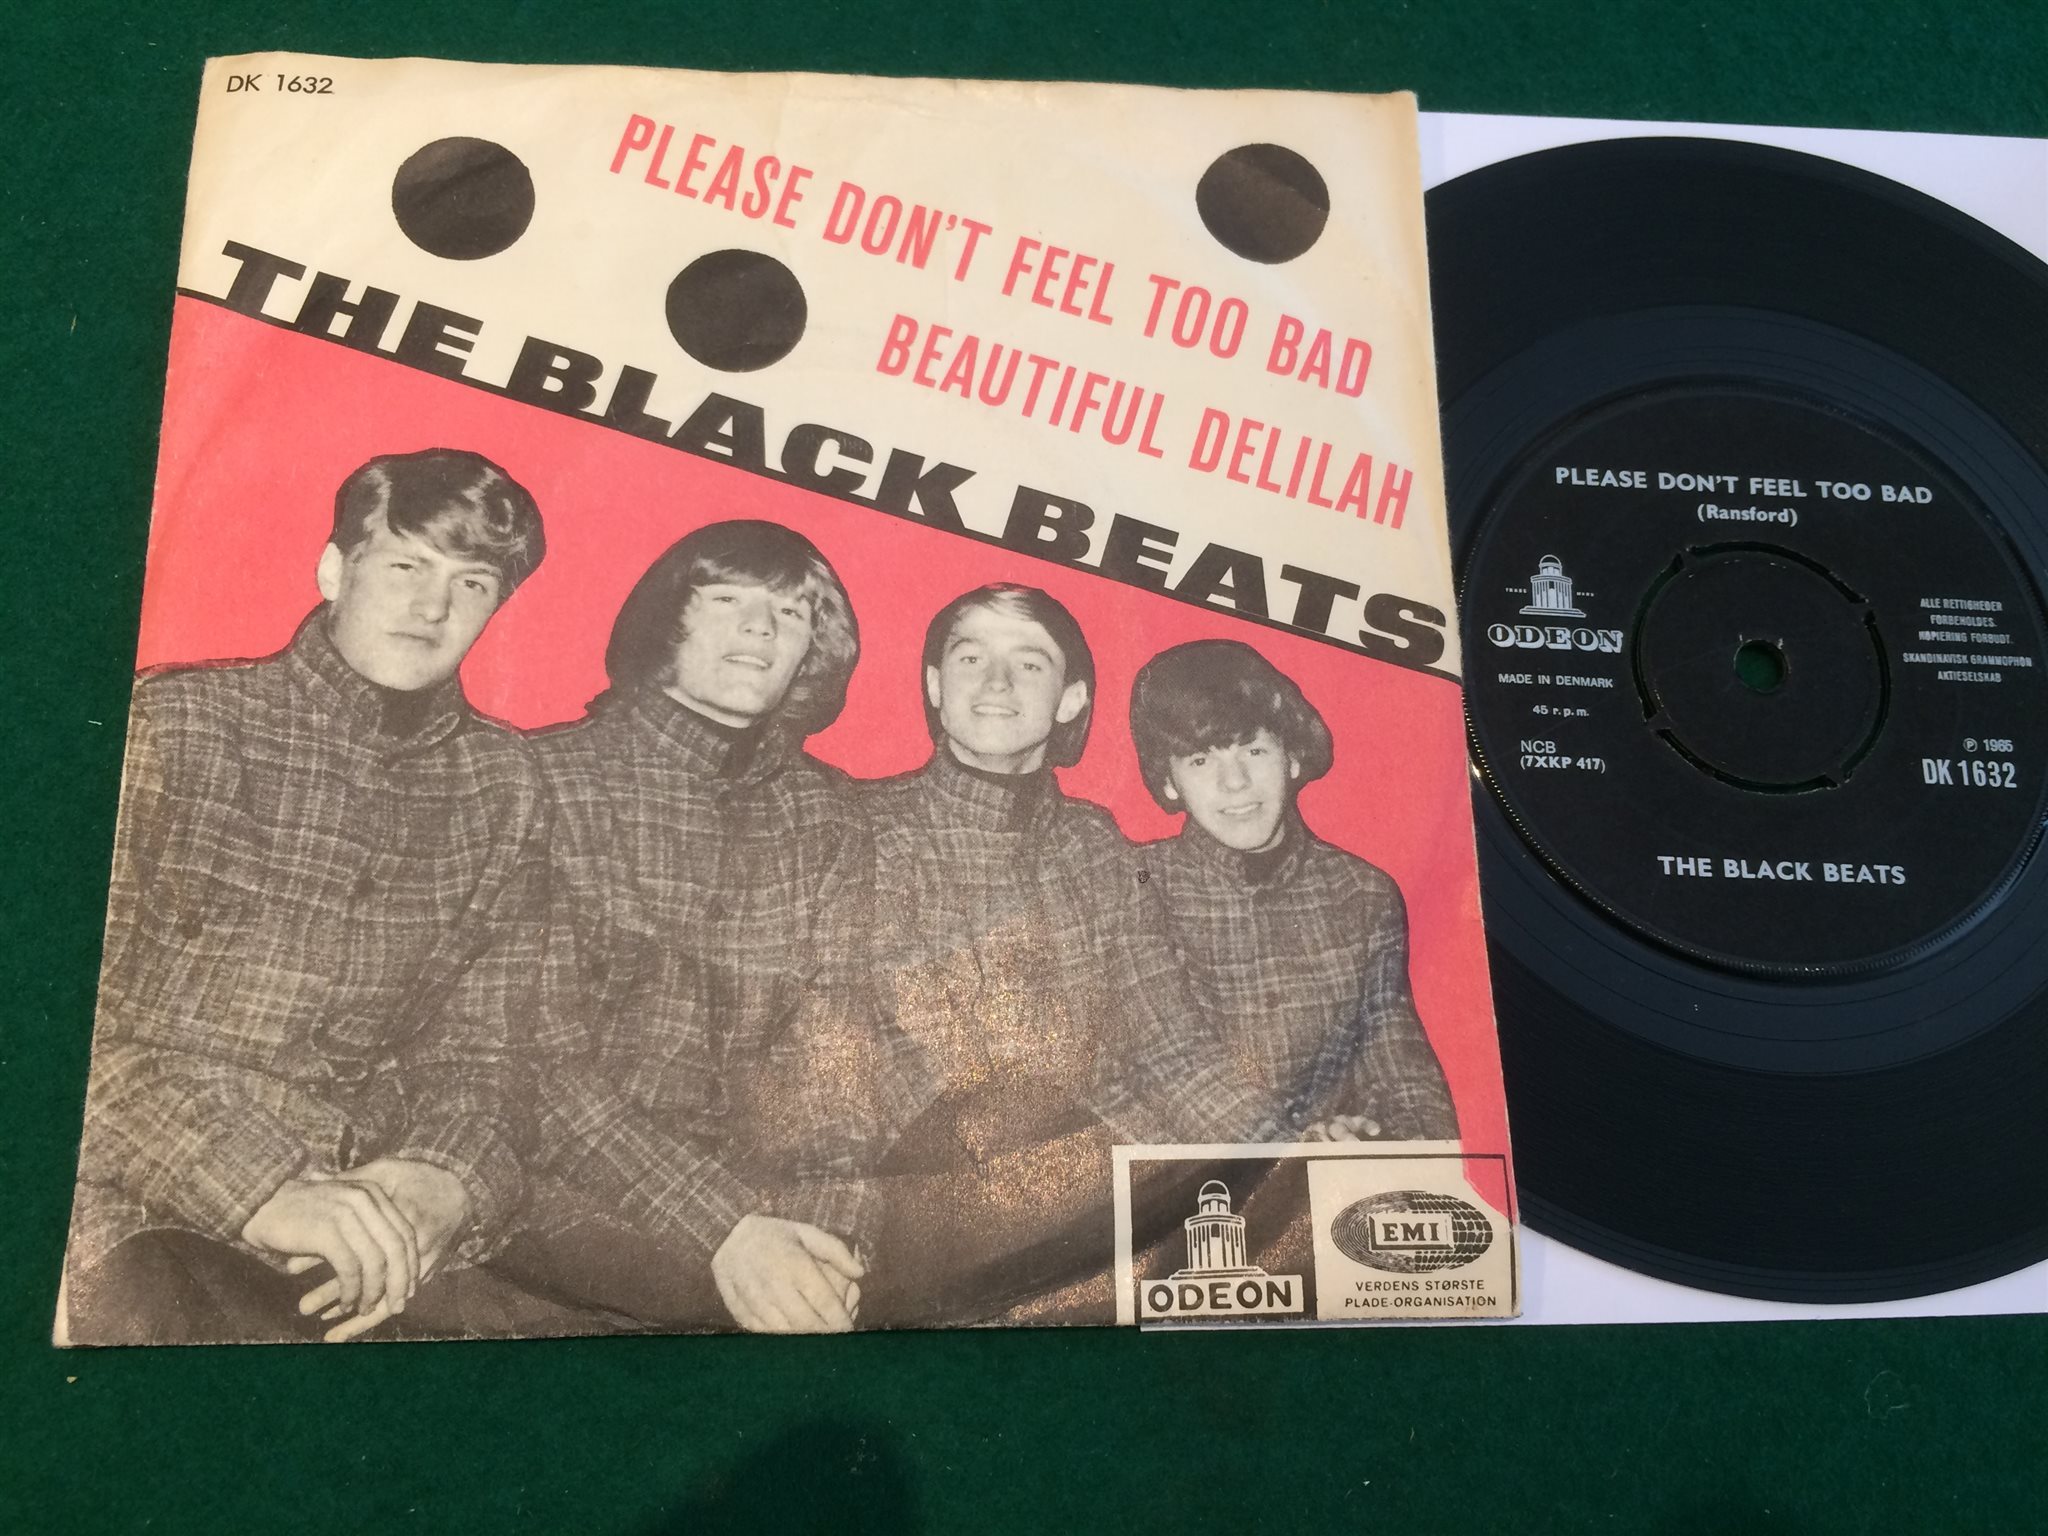 DK 1632
PLEASE DON'T FEEL TOO BAD
BEAUTIFUL DELILAH
THE BLACK BEATS
ODEON
EMI
VERDENS STØRSTE
PLADE-ORGANISATION
PLEASE DON'T FEEL TOO BAD
(Ransford)
TRADE MARK
ODEON
MADE IN DENMARK
45 r.p.m.
NCB
(7XKP 417)
ALLE RETTIGHEDER
FORBEHOLDES.
KOPIERING FORBUDT.
SKANDINAVISK GRAMMOPHON
AKTIESELSKAB
℗ 1965
DK 1632
THE BLACK BEATS